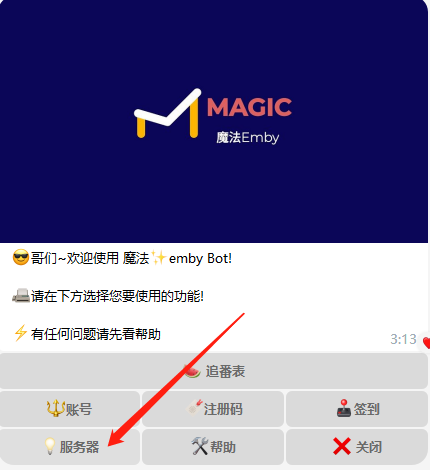 MAGIC
魔法Emby
😎哥们~欢迎使用 魔法✨emby Bot!
📠请在下方选择您要使用的功能!
⚡有任何问题请先看帮助
3:13
🍉 追番表
🔱账号
注册码
🕹️签到
💡服务器
🛠️帮助
❌ 关闭